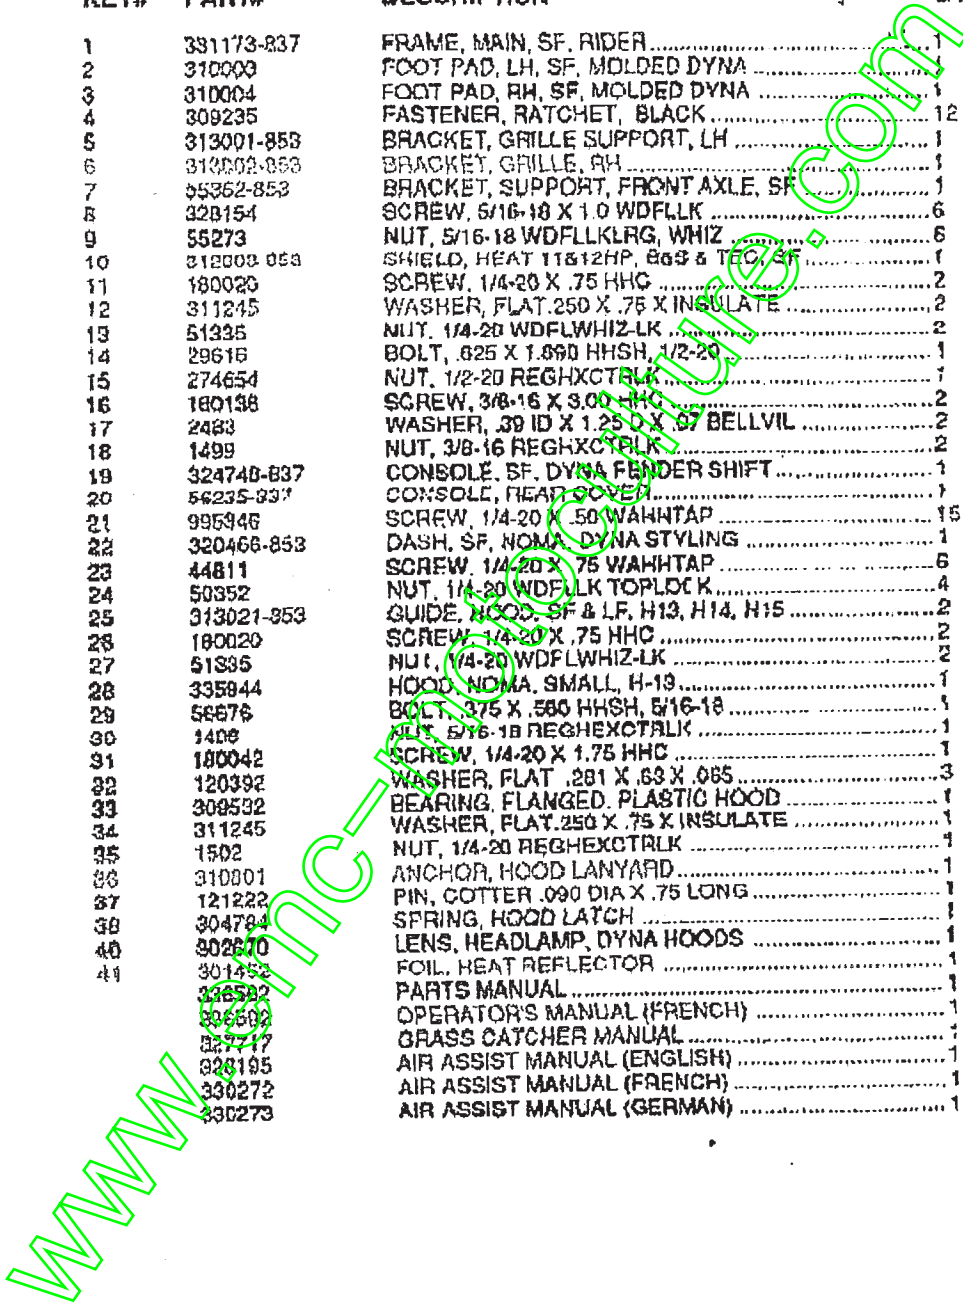 KEY# PART# DESCRIPTION
1 331173-837 FRAME, MAIN, SF, RIDER 1
2 310003 FOOT PAD, LH, SF, MOLDED DYNA 1
3 310004 FOOT PAD, RH, SF, MOLDED DYNA 1
4 309235 FASTENER, RATCHET, BLACK 12
5 313001-853 BRACKET, GRILLE SUPPORT, LH 1
6 313002-853 BRACKET, GRILLE, RH 1
7 55362-853 BRACKET, SUPPORT, FRONT AXLE, SF 1
8 328154 SCREW, 5/16-18 X 1.0 WDFLLK 6
9 55273 NUT, 5/16-18 WDFLLKLRG, WHIZ 6
10 SHIELD, HEAT 11&12HP, B&S & TEC, SF 1
11 180020 SCREW, 1/4-20 X .75 HHC 2
12 311245 WASHER, FLAT.250 X .75 X INSULATE 2
13 51335 NUT, 1/4-20 WDFLWHIZ-LK 2
14 29616 BOLT, .625 X 1.890 HHSH, 1/2-20 1
15 274654 NUT, 1/2-20 REGHXCTRLK 1
16 180138 SCREW, 3/8-16 X 3.00 HHC 2
17 2483 WASHER, .39 ID X 1.25 D X .07 BELLVIL 2
18 1499 NUT, 3/8-16 REGHXCTRLK 2
19 324748-837 CONSOLE, SF, DYNA FENDER SHIFT 1
20 56235-837 CONSOLE, REAR COVER 1
21 995346 SCREW, 1/4-20 X .50 WAHHTAP 15
22 320466-853 DASH, SF, NOMA, DYNA STYLING 1
23 44811 SCREW, 1/4-20 X .75 WAHHTAP 6
24 50352 NUT, 1/4-20 WDFLLK TOPLOCK 4
25 313021-853 GUIDE, HOOD, SF & LF, H13, H14, H15 2
26 180020 SCREW, 1/4-20 X .75 HHC 2
27 51335 NUT, 1/4-20 WDFLWHIZ-LK 2
28 335944 HOOD, NOMA, SMALL, H-13 1
29 56676 BOLT, .375 X .560 HHSH, 5/16-18 1
30 1408 NUT, 5/16-18 REGHEXCTRLK 1
31 180042 SCREW, 1/4-20 X 1.75 HHC 1
32 120392 WASHER, FLAT .281 X .63 X .065 3
33 309532 BEARING, FLANGED, PLASTIC HOOD 1
34 311245 WASHER, FLAT.250 X .75 X INSULATE 1
35 1502 NUT, 1/4-20 REGHEXCTRLK 1
36 310801 ANCHOR, HOOD LANYARD 1
37 121222 PIN, COTTER .090 DIA X .75 LONG 1
38 304784 SPRING, HOOD LATCH 1
40 302670 LENS, HEADLAMP, DYNA HOODS 1
41 301452 FOIL, HEAT REFLECTOR 1
PARTS MANUAL 1
OPERATOR'S MANUAL (FRENCH) 1
327717 GRASS CATCHER MANUAL 1
328195 AIR ASSIST MANUAL (ENGLISH) 1
330272 AIR ASSIST MANUAL (FRENCH) 1
330273 AIR ASSIST MANUAL (GERMAN) 1
www.emc-motoculture.com